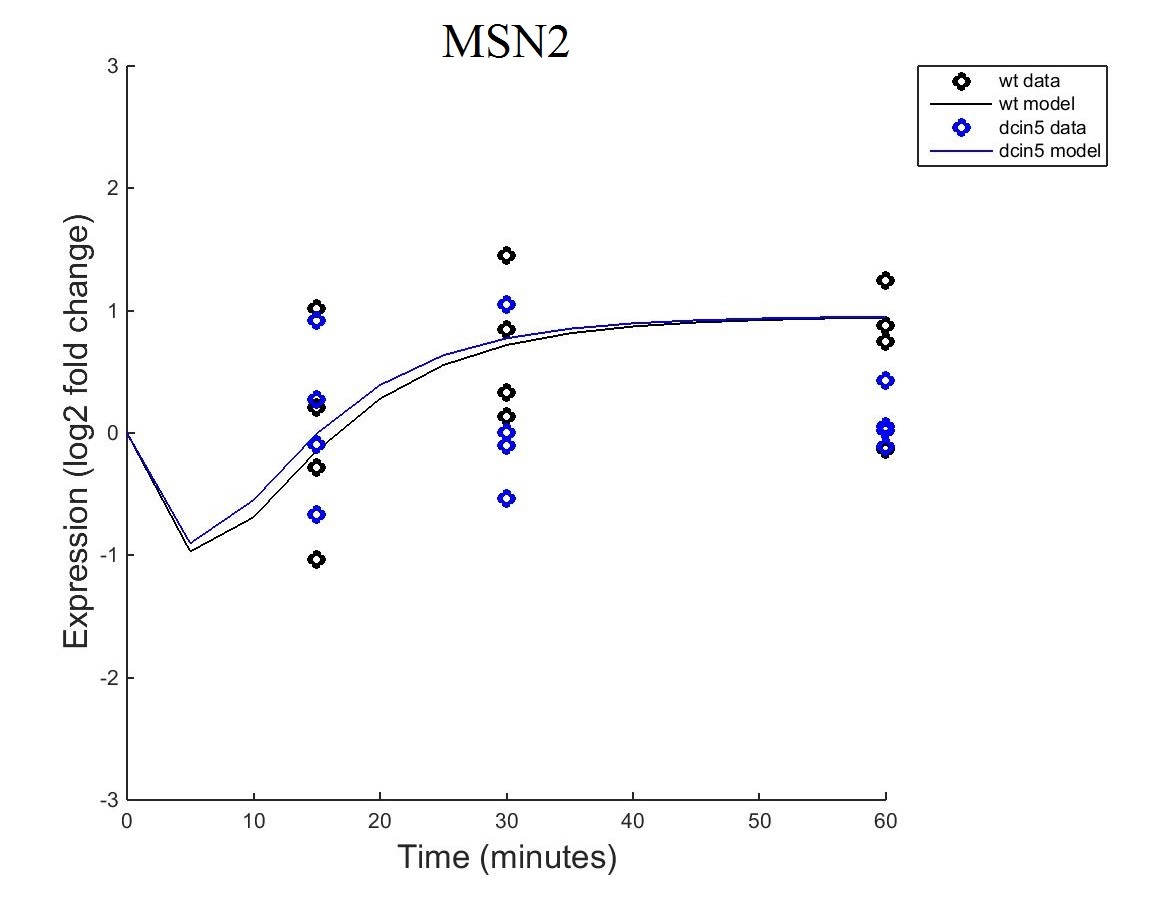 MSN2
3
2
1
0
-1
-2
-3
Expression (log2 fold change)
0 10 20 30 40 50 60
Time (minutes)
wt data
wt model
dcin5 data
dcin5 model